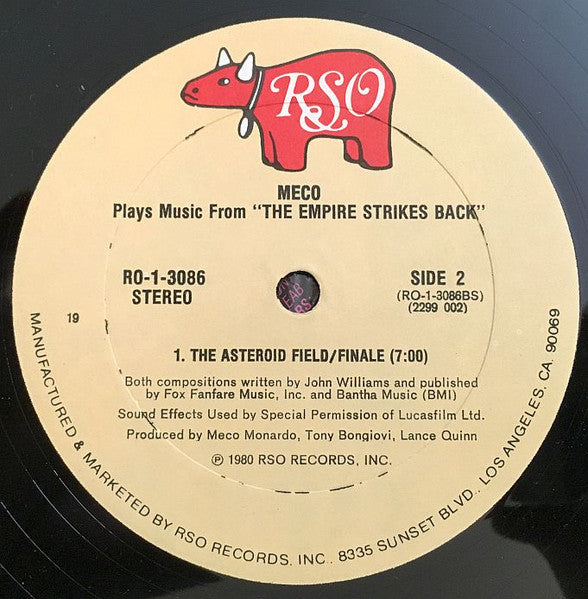 RSO
MECO
Plays Music From "THE EMPIRE STRIKES BACK"
RO-1-3086
STEREO
SIDE 2
(RO-1-3086BS)
(2299 002)
19
1. THE ASTEROID FIELD/FINALE (7:00)
Both compositions written by John Williams and published
by Fox Fanfare Music, Inc. and Bantha Music (BMI)
Sound Effects Used by Special Permission of Lucasfilm Ltd.
Produced by Meco Monardo, Tony Bongiovi, Lance Quinn
℗ 1980 RSO RECORDS, INC.
MANUFACTURED & MARKETED BY RSO RECORDS, INC., 8335 SUNSET BLVD., LOS ANGELES, CA. 90069